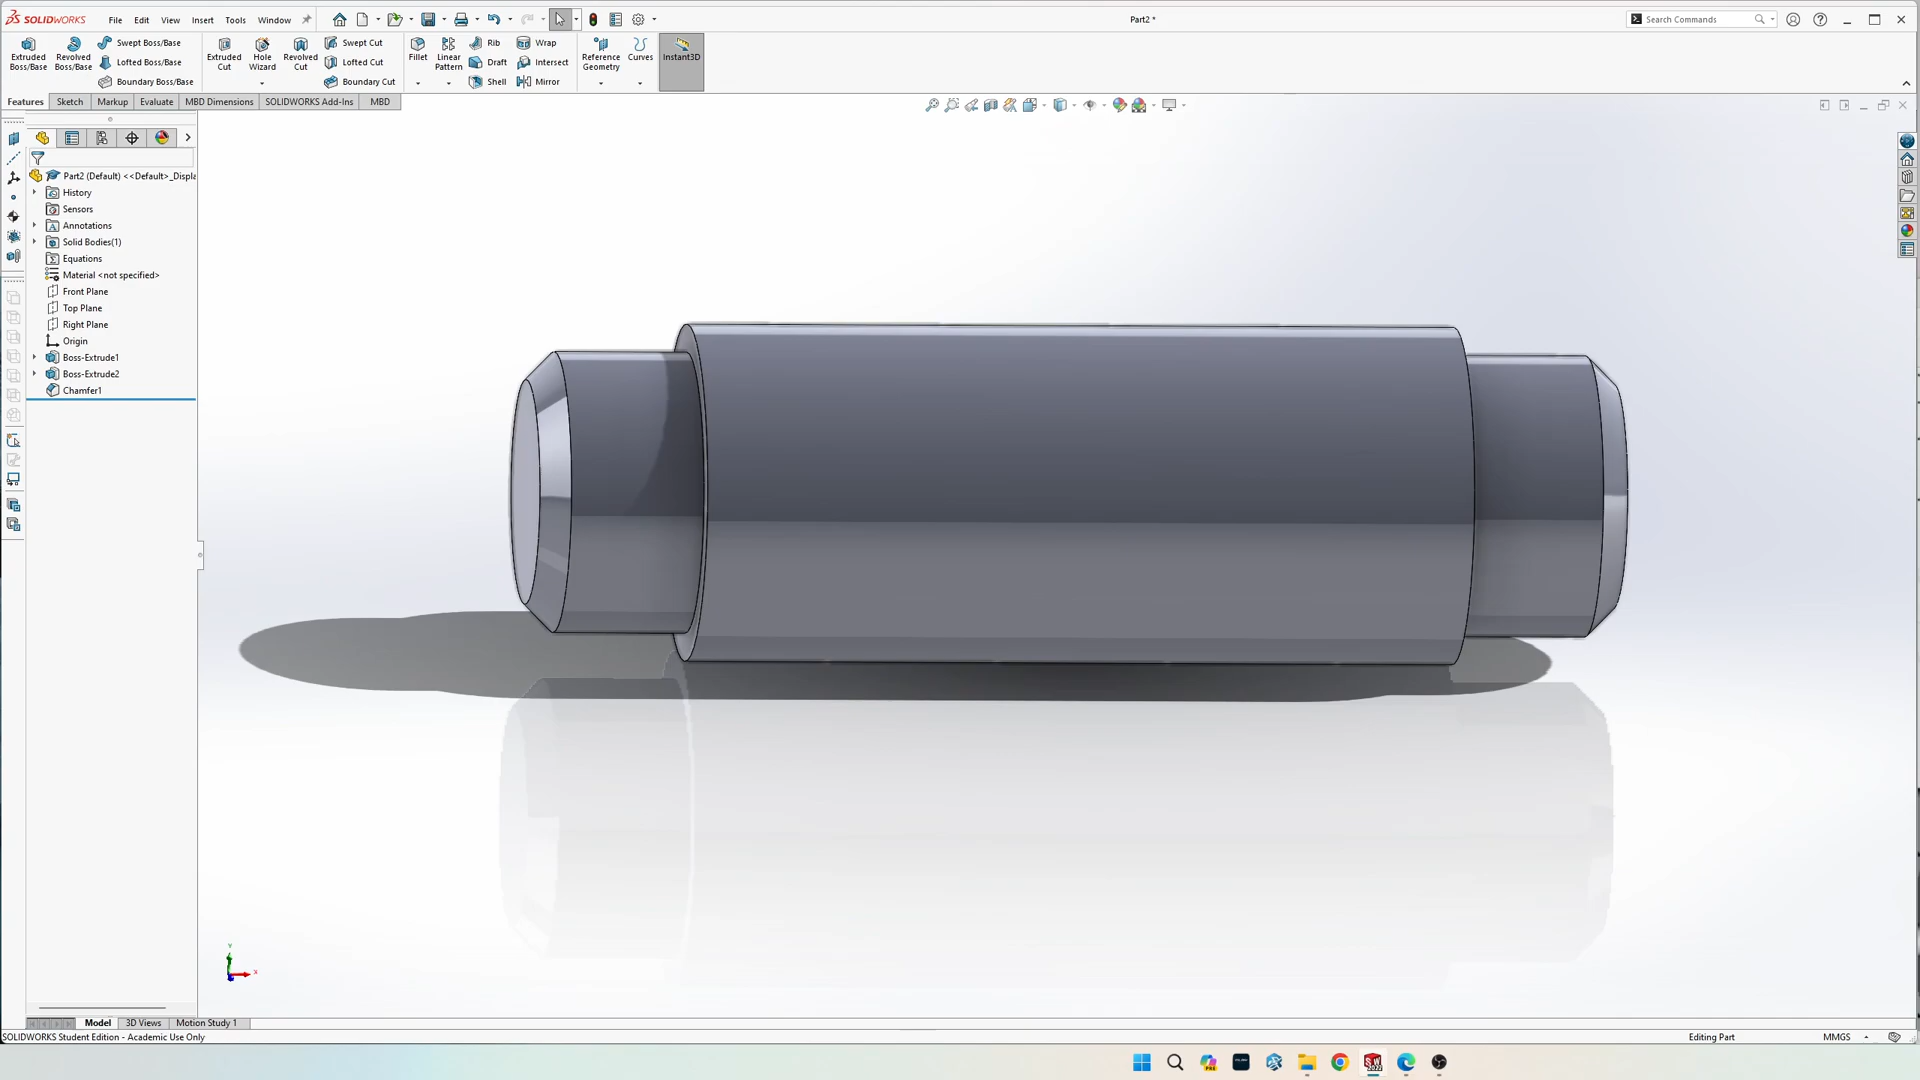 SOLIDWORKS File Edit View Insert Tools Window Part2 * Search Commands
Extruded Boss/Base
Revolved Boss/Base
Swept Boss/Base
Lofted Boss/Base
Boundary Boss/Base
Extruded Cut
Hole Wizard
Revolved Cut
Swept Cut
Lofted Cut
Boundary Cut
Fillet
Linear Pattern
Rib
Draft
Shell
Wrap
Intersect
Mirror
Reference Geometry
Curves
Instant3D
Features Sketch Markup Evaluate MBD Dimensions SOLIDWORKS Add-Ins MBD
Part2 (Default) <<Default>_Displa
History
Sensors
Annotations
Solid Bodies(1)
Equations
Material <not specified>
Front Plane
Top Plane
Right Plane
Origin
Boss-Extrude1
Boss-Extrude2
Chamfer1
Y
X
Model 3D Views Motion Study 1
SOLIDWORKS Student Edition - Academic Use Only Editing Part MMGS